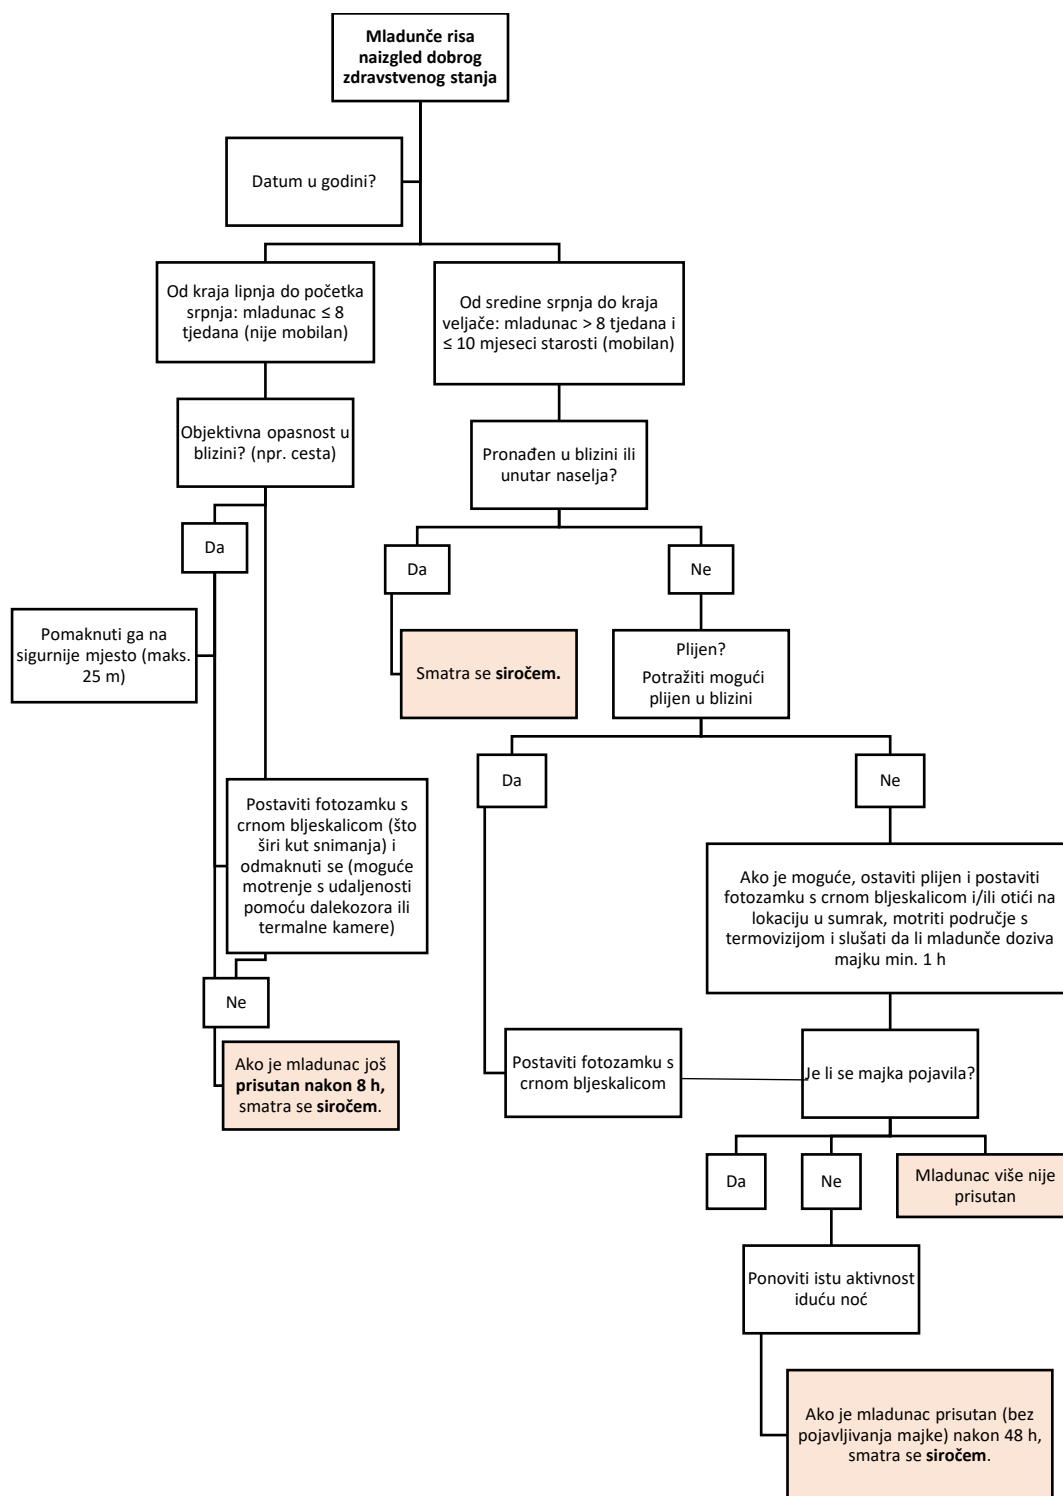 Mladunče risa
naizgled dobrog
zdravstvenog stanja
Datum u godini?
Od kraja lipnja do početka
srpnja: mladunac ≤ 8
tjedana (nije mobilan)
Od sredine srpnja do kraja
veljače: mladunac > 8 tjedana i
≤ 10 mjeseci starosti (mobilan)
Objektivna opasnost u
blizini? (npr. cesta)
Pronađen u blizini ili
unutar naselja?
Da
Da
Ne
Pomaknuti ga na
sigurnije mjesto (maks.
25 m)
Smatra se siročem.
Plijen?
Potražiti mogući
plijen u blizini
Da
Ne
Postaviti fotozamku s
crnom bljeskalicom (što
širi kut snimanja) i
odmaknuti se (moguće
motrenje s udaljenosti
pomoću dalekozora ili
termalne kamere)
Ako je moguće, ostaviti plijen i postaviti
fotozamku s crnom bljeskalicom i/ili otići na
lokaciju u sumrak, motriti područje s
termovizijom i slušati da li mladunče doziva
majku min. 1 h
Ne
Ako je mladunac još
prisutan nakon 8 h,
smatra se siročem.
Postaviti fotozamku s
crnom bljeskalicom
Je li se majka pojavila?
Da
Ne
Mladunac više nije
prisutan
Ponoviti istu aktivnost
iduću noć
Ako je mladunac prisutan (bez
pojavljivanja majke) nakon 48 h,
smatra se siročem.